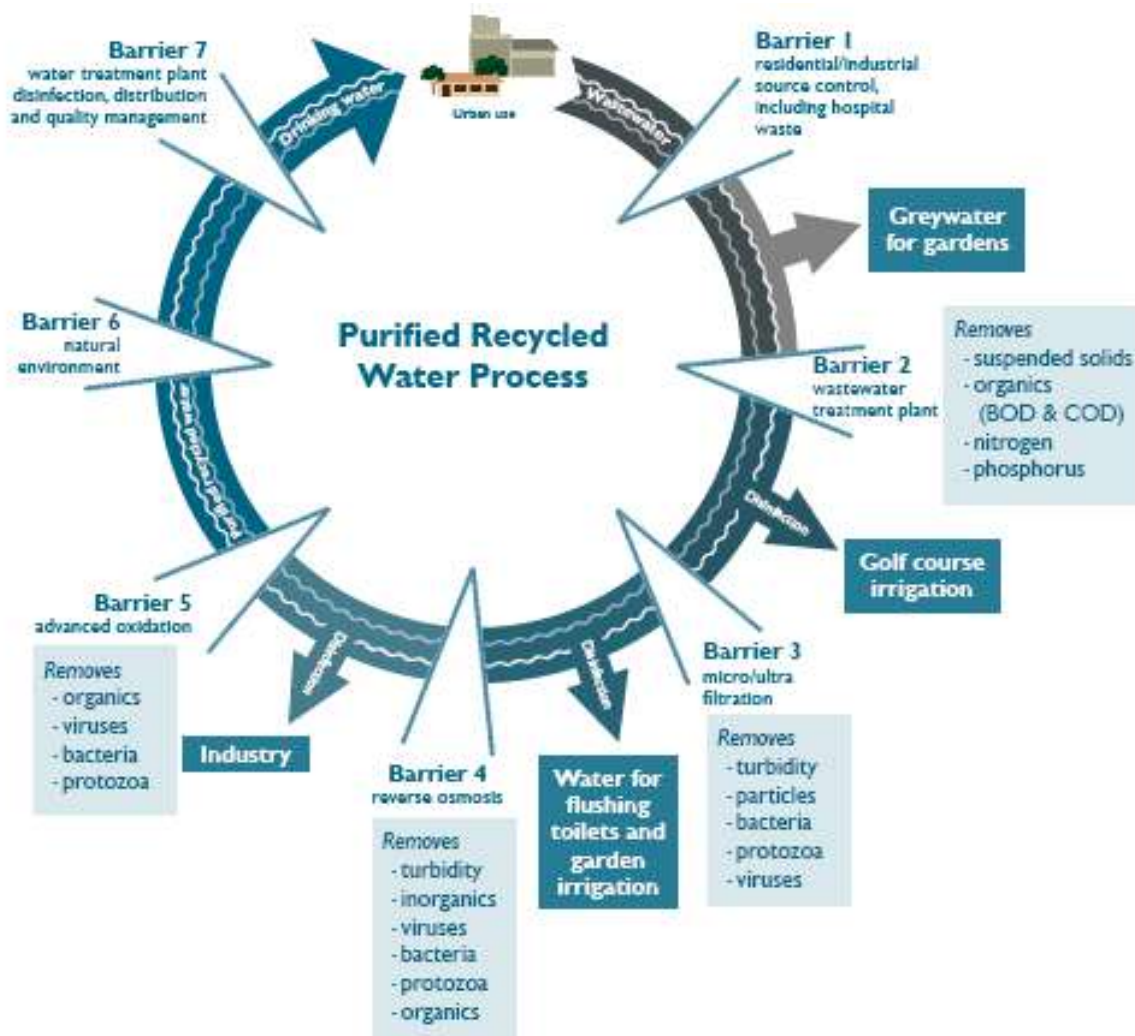 Urban use
Wastewater
Barrier 1
residential/industrial
source control,
including hospital
waste
Greywater
for gardens
Barrier 2
wastewater
treatment plant
Removes
- suspended solids
- organics
(BOD & COD)
- nitrogen
- phosphorus
Disinfection
Golf course
irrigation
Barrier 3
micro/ultra
filtration
Removes
- turbidity
- particles
- bacteria
- protozoa
- viruses
Disinfection
Water for
flushing
toilets and
garden
irrigation
Barrier 4
reverse osmosis
Removes
- turbidity
- inorganics
- viruses
- bacteria
- protozoa
- organics
Disinfection
Industry
Barrier 5
advanced oxidation
Removes
- organics
- viruses
- bacteria
- protozoa
Purified recycled water
Barrier 6
natural
environment
Barrier 7
water treatment plant
disinfection, distribution
and quality management
Drinking water
Purified Recycled
Water Process